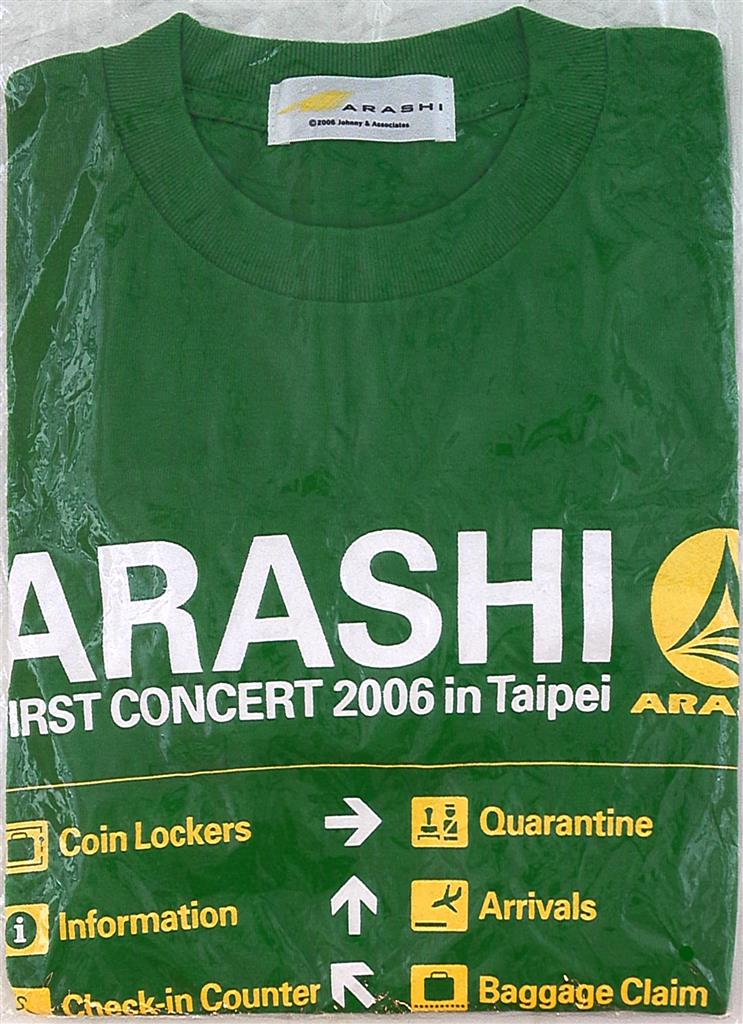 ARASHI
©2006 Johnny & Associates
ARASHI
IRST CONCERT 2006 in Taipei
ARA
Coin Lockers
Quarantine
i Information
Arrivals
S Check-in Counter
Baggage Claim